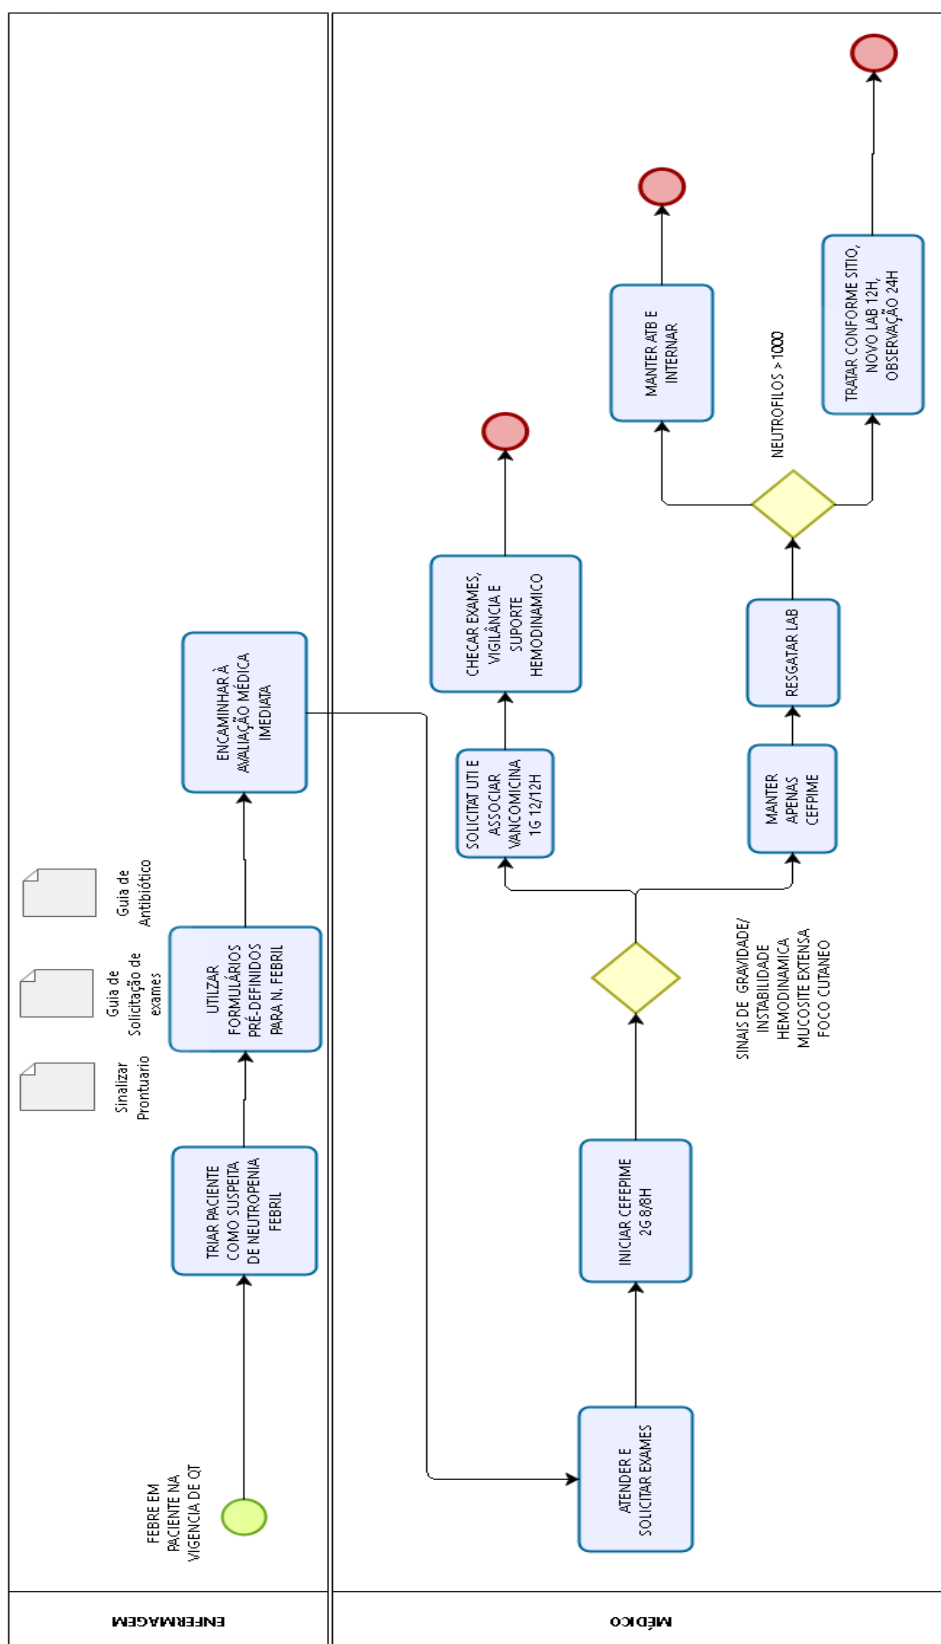 ENFERMAGEM
FEBRE EM
PACIENTE NA
VIGENCIA DE QT
TRIAR PACIENTE
COMO SUSPEITA
DE NEUTROPENIA
FEBRIL
Sinalizar
Prontuario
Guia de
Solicitação de
exames
Guia de
Antibiótico
UTILZAR
FORMULÁRIOS
PRÉ-DEFINIDOS
PARA N. FEBRIL
ENCAMINHAR À
AVALIAÇÃO MÉDICA
IMEDIATA
MÉDICO
ATENDER E
SOLICITAR EXAMES
INICIAR CEFEPIME
2G 8/8H
SINAIS DE GRAVIDADE/
INSTABILIDADE
HEMODINAMICA
MUCOSITE EXTENSA
FOCO CUTANEO
SOLICITAT UTI E
ASSOCIAR
VANCOMICINA
1G 12/12H
CHECAR EXAMES,
VIGILÂNCIA E
SUPORTE
HEMODINAMICO
MANTER
APENAS
CEFPIME
RESGATAR LAB
NEUTROFILOS > 1000
MANTER ATB E
INTERNAR
TRATAR CONFORME SITIO,
NOVO LAB 12H,
OBSERVAÇÃO 24H